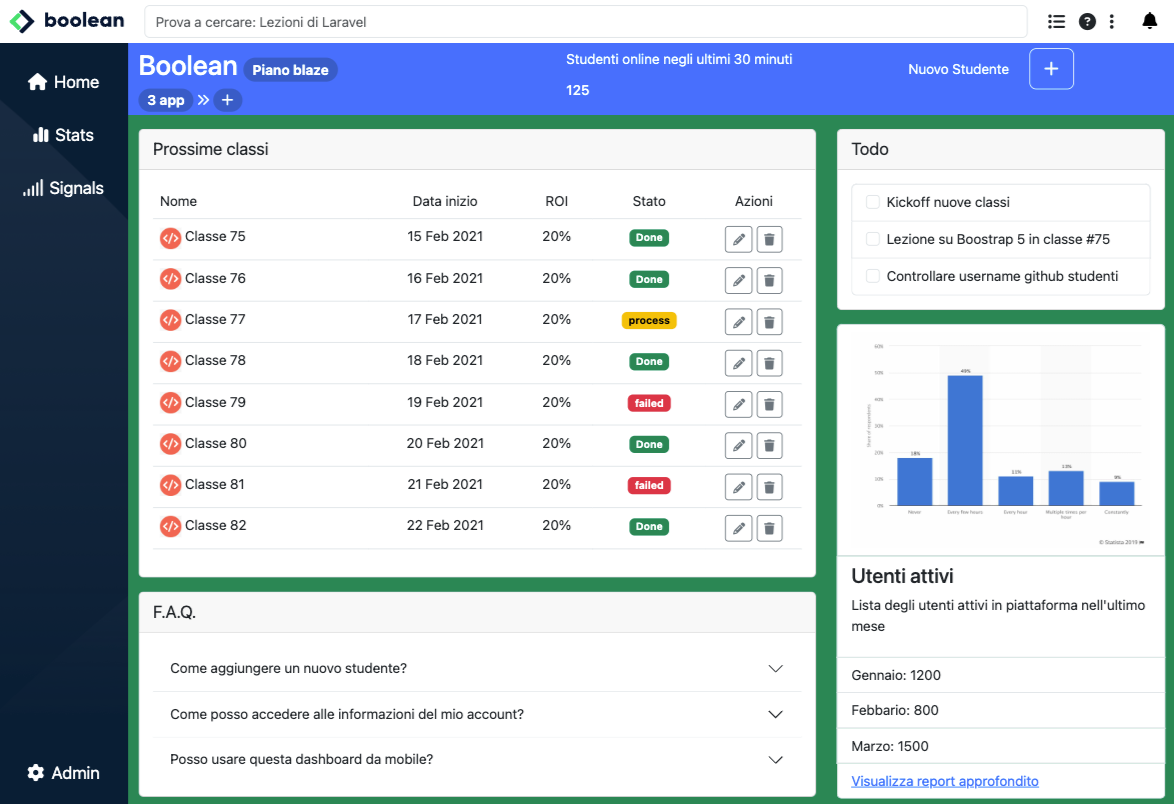 boolean
Prova a cercare: Lezioni di Laravel
Home
Stats
Signals
Admin
Boolean Piano blaze
3 app » +
Studenti online negli ultimi 30 minuti
125
Nuovo Studente +
Prossime classi
Nome Data inizio ROI Stato Azioni
Classe 75 15 Feb 2021 20% Done
Classe 76 16 Feb 2021 20% Done
Classe 77 17 Feb 2021 20% process
Classe 78 18 Feb 2021 20% Done
Classe 79 19 Feb 2021 20% failed
Classe 80 20 Feb 2021 20% Done
Classe 81 21 Feb 2021 20% failed
Classe 82 22 Feb 2021 20% Done
F.A.Q.
Come aggiungere un nuovo studente?
Come posso accedere alle informazioni del mio account?
Posso usare questa dashboard da mobile?
Todo
Kickoff nuove classi
Lezione su Boostrap 5 in classe #75
Controllare username github studenti
60%
50%
40%
30%
20%
10%
0%
Share of respondents
18%
49%
11%
13%
9%
Never
Every few hours
Every hour
Multiple times per
hour
Constantly
© Statista 2019
Utenti attivi
Lista degli utenti attivi in piattaforma nell'ultimo
mese
Gennaio: 1200
Febbario: 800
Marzo: 1500
Visualizza report approfondito